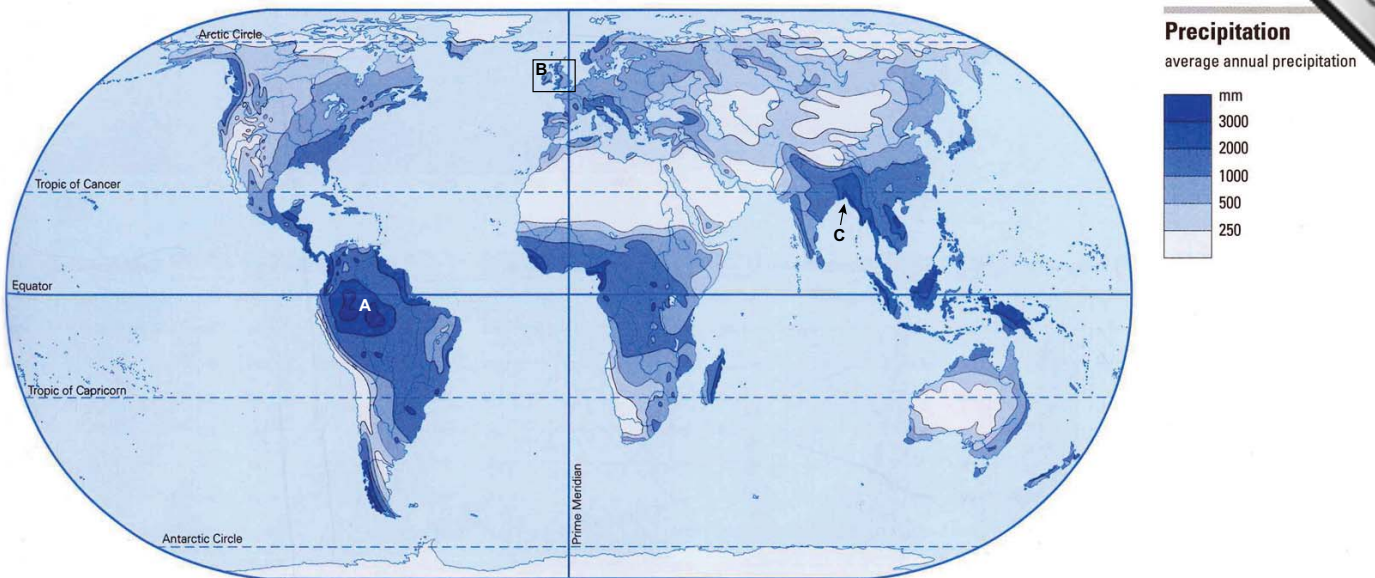 Arctic Circle
B
Tropic of Cancer
C
Equator
A
Tropic of Capricorn
Prime Meridian
Antarctic Circle
Precipitation
average annual precipitation
mm
3000
2000
1000
500
250